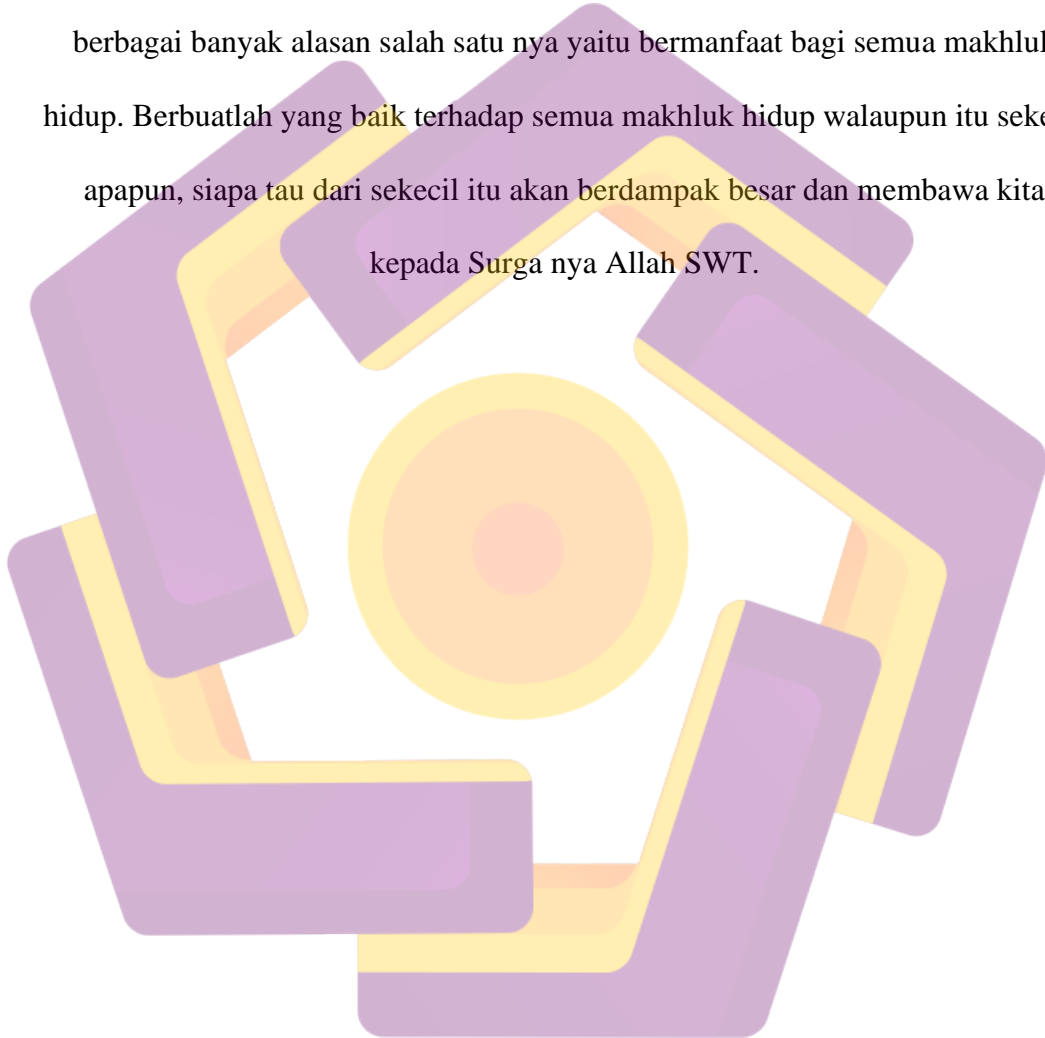 berbagai banyak alasan salah satu nya yaitu bermanfaat bagi semua makhluk
hidup. Berbuatlah yang baik terhadap semua makhluk hidup walaupun itu seke
apapun, siapa tau dari sekecil itu akan berdampak besar dan membawa kita
kepada Surga nya Allah SWT.